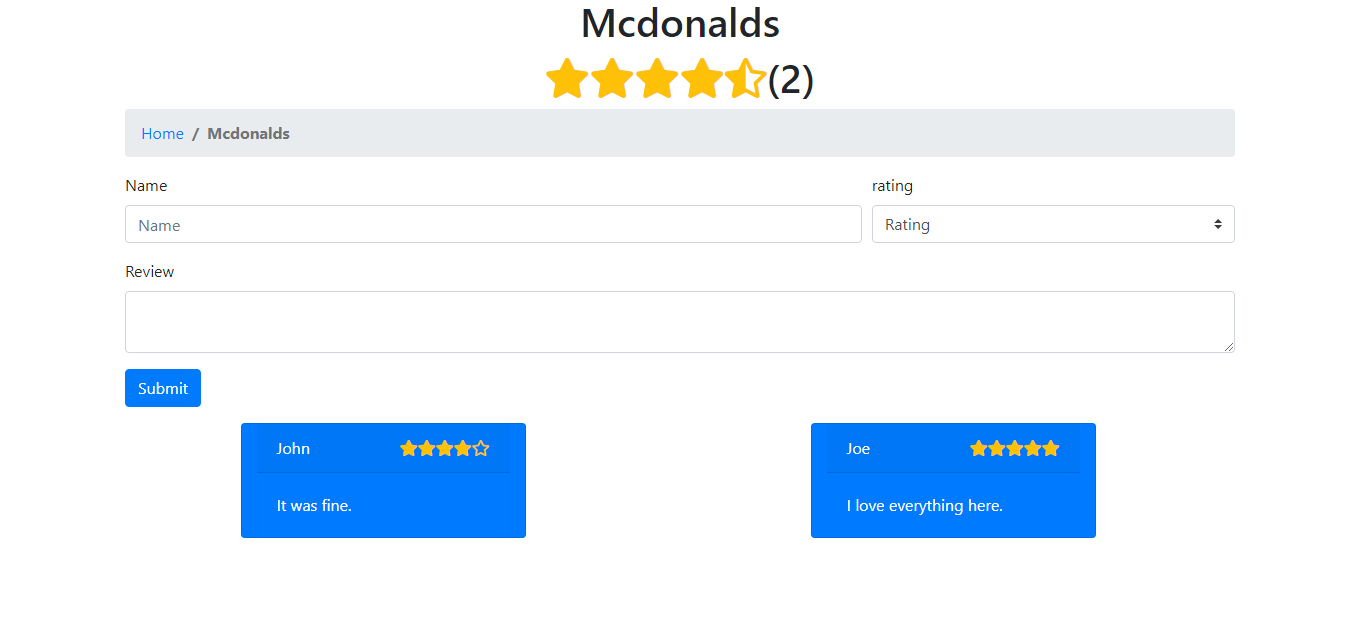 Mcdonalds
(2)
Home / Mcdonalds
Name rating
Name Rating
Review
Submit
John
It was fine.
Joe
I love everything here.